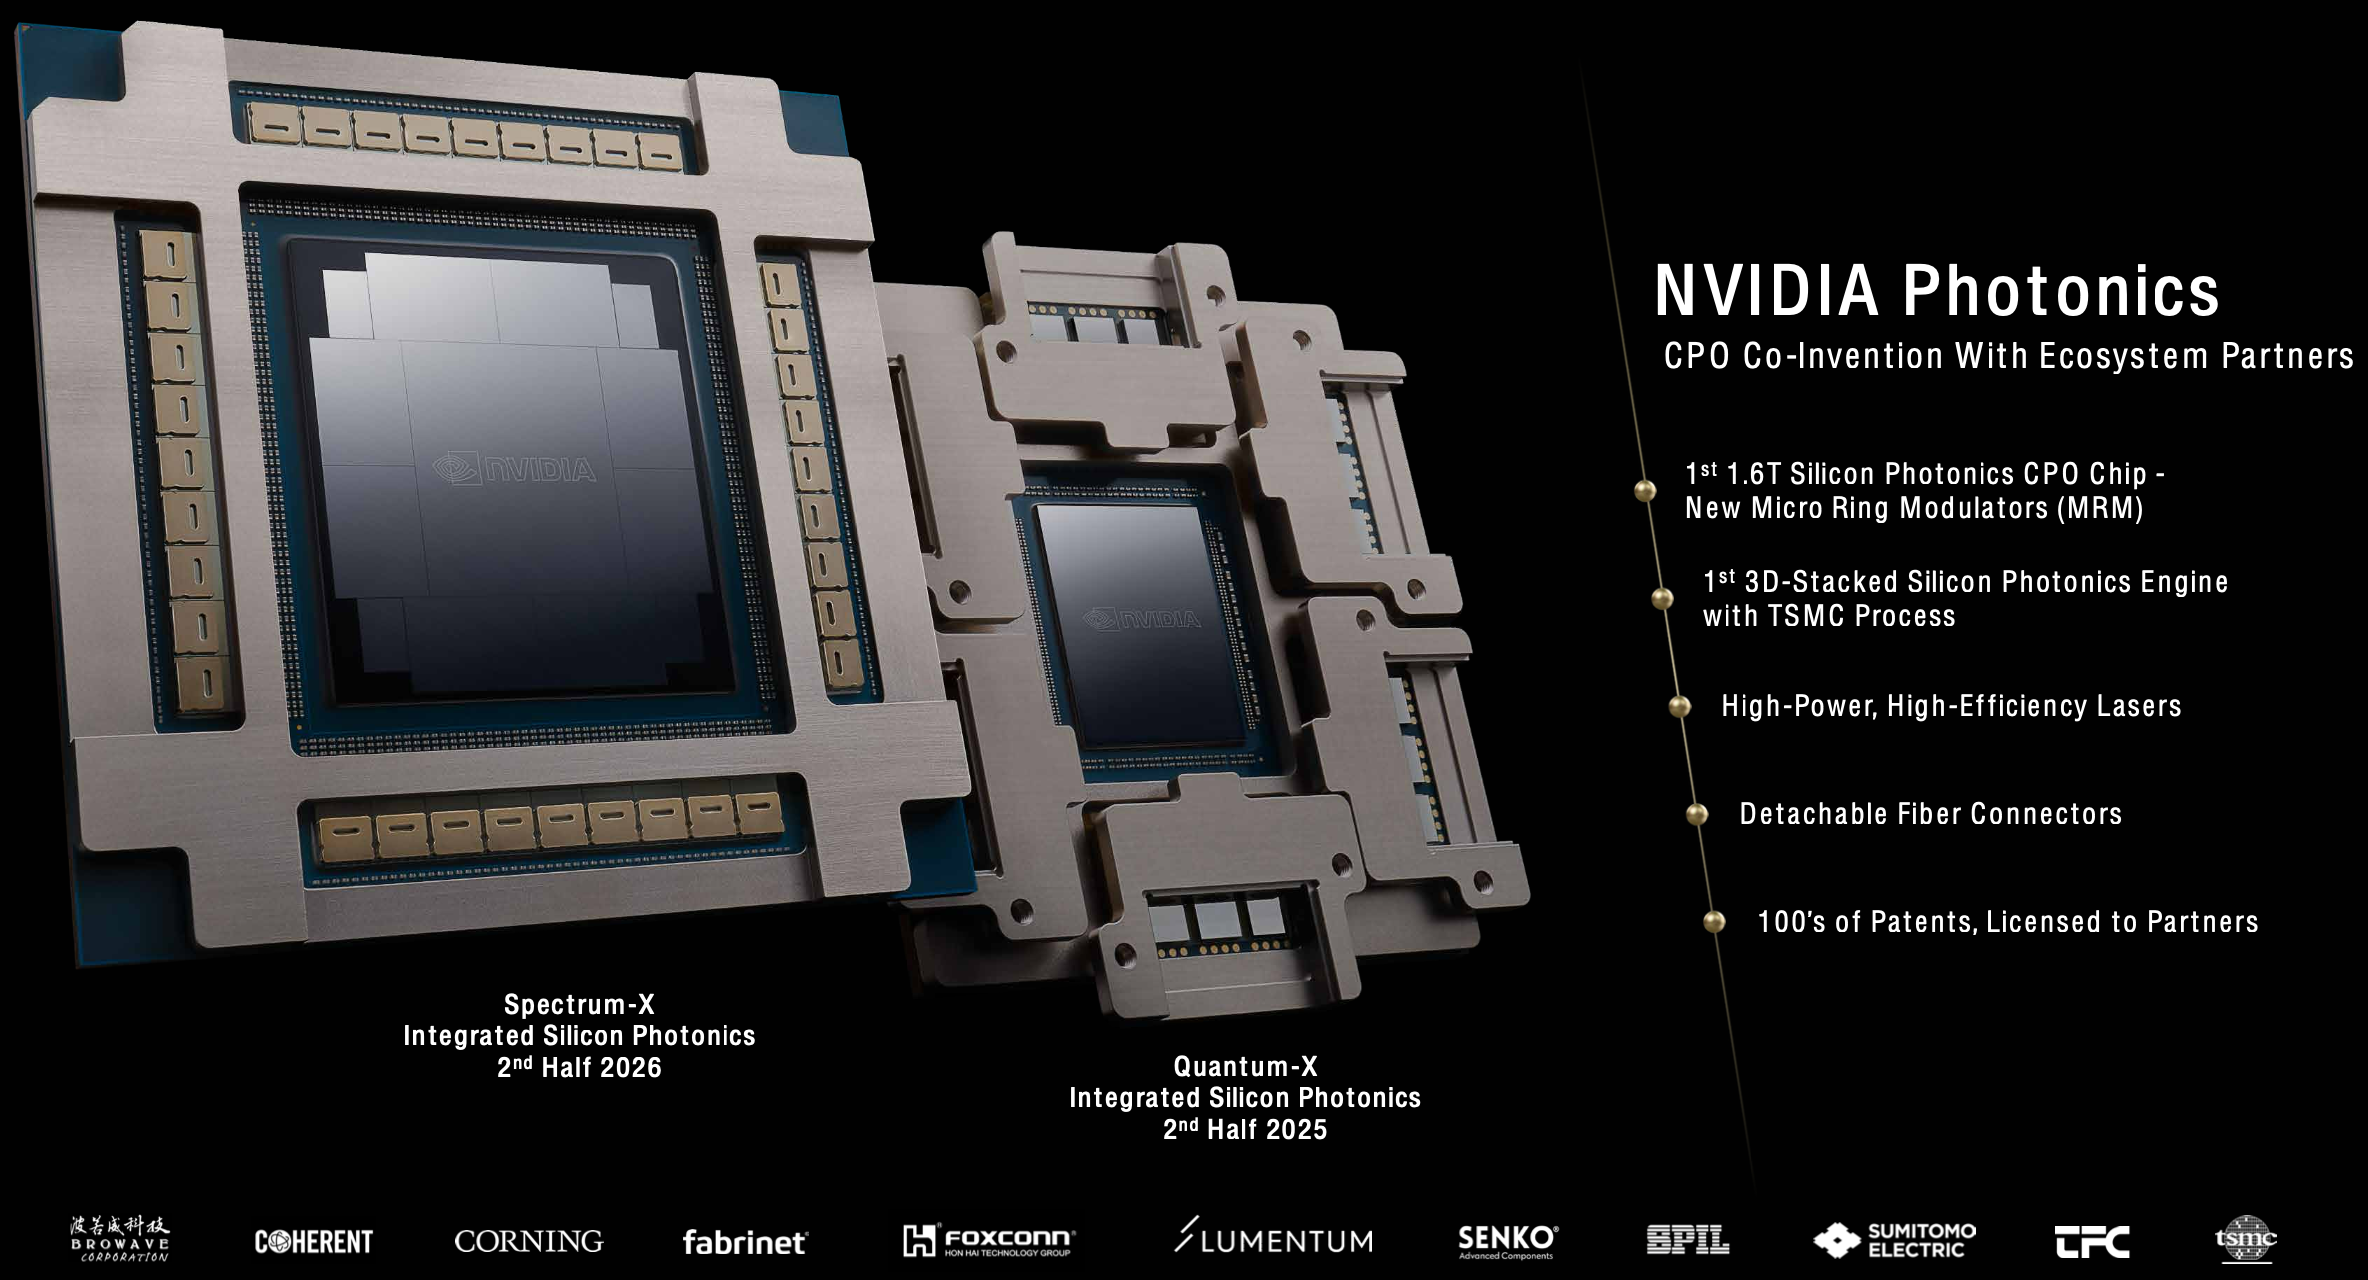 NVIDIA Photonics
CPO Co-Invention With Ecosystem Partners
1st 1.6T Silicon Photonics CPO Chip -
New Micro Ring Modulators (MRM)
1st 3D-Stacked Silicon Photonics Engine
with TSMC Process
High-Power, High-Efficiency Lasers
Detachable Fiber Connectors
100's of Patents, Licensed to Partners
NVIDIA
NVIDIA
Spectrum-X
Integrated Silicon Photonics
2nd Half 2026
Quantum-X
Integrated Silicon Photonics
2nd Half 2025
波若威科技
BROWAVE
CORPORATION
COHERENT
CORNING
fabrinet
FOXCONN®
HON HAI TECHNOLOGY GROUP
LUMENTUM
SENKO®
Advanced Components
SPIL
SUMITOMO
ELECTRIC
TFC
tsmc